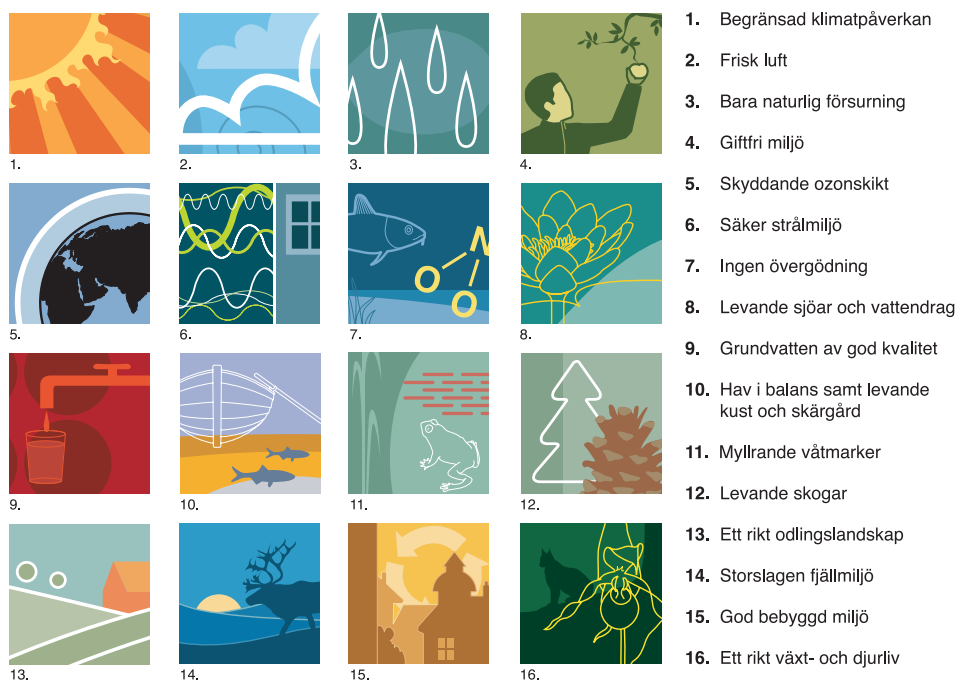 1.
2.
3.
4.
5.
6.
7.
N
O
O
8.
9.
10.
11.
12.
13.
14.
15.
16.
1. Begränsad klimatpåverkan
2. Frisk luft
3. Bara naturlig försurning
4. Giftfri miljö
5. Skyddande ozonskikt
6. Säker strålmiljö
7. Ingen övergödning
8. Levande sjöar och vattendrag
9. Grundvatten av god kvalitet
10. Hav i balans samt levande
kust och skärgård
11. Myllrande våtmarker
12. Levande skogar
13. Ett rikt odlingslandskap
14. Storslagen fjällmiljö
15. God bebyggd miljö
16. Ett rikt växt- och djurliv